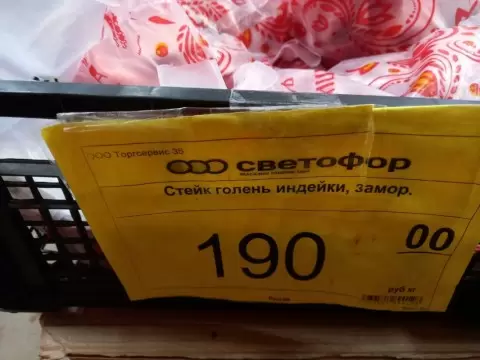 ООО Торгсервис 35
светофор
Стейк голень индейки, замор.
190 00
руб кг